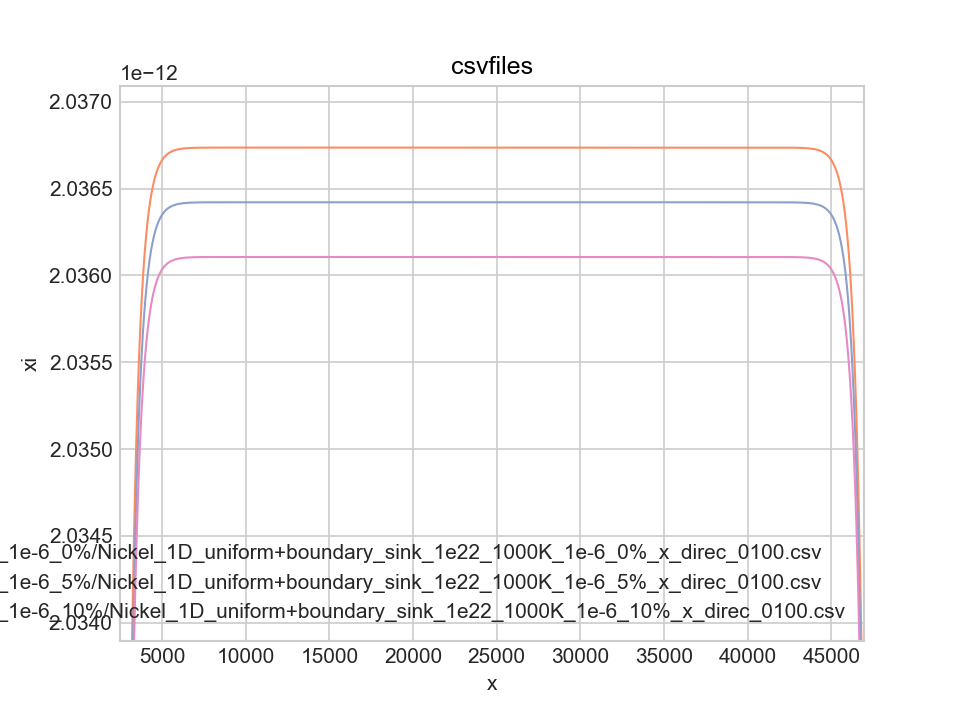 csvfiles
1e−12
2.0370
2.0365
2.0360
2.0355
2.0350
2.0345
2.0340
xi
_1e-6_0%/Nickel_1D_uniform+boundary_sink_1e22_1000K_1e-6_0%_x_direc_0100.csv
_1e-6_5%/Nickel_1D_uniform+boundary_sink_1e22_1000K_1e-6_5%_x_direc_0100.csv
_1e-6_10%/Nickel_1D_uniform+boundary_sink_1e22_1000K_1e-6_10%_x_direc_0100.csv
5000 10000 15000 20000 25000 30000 35000 40000 45000
x